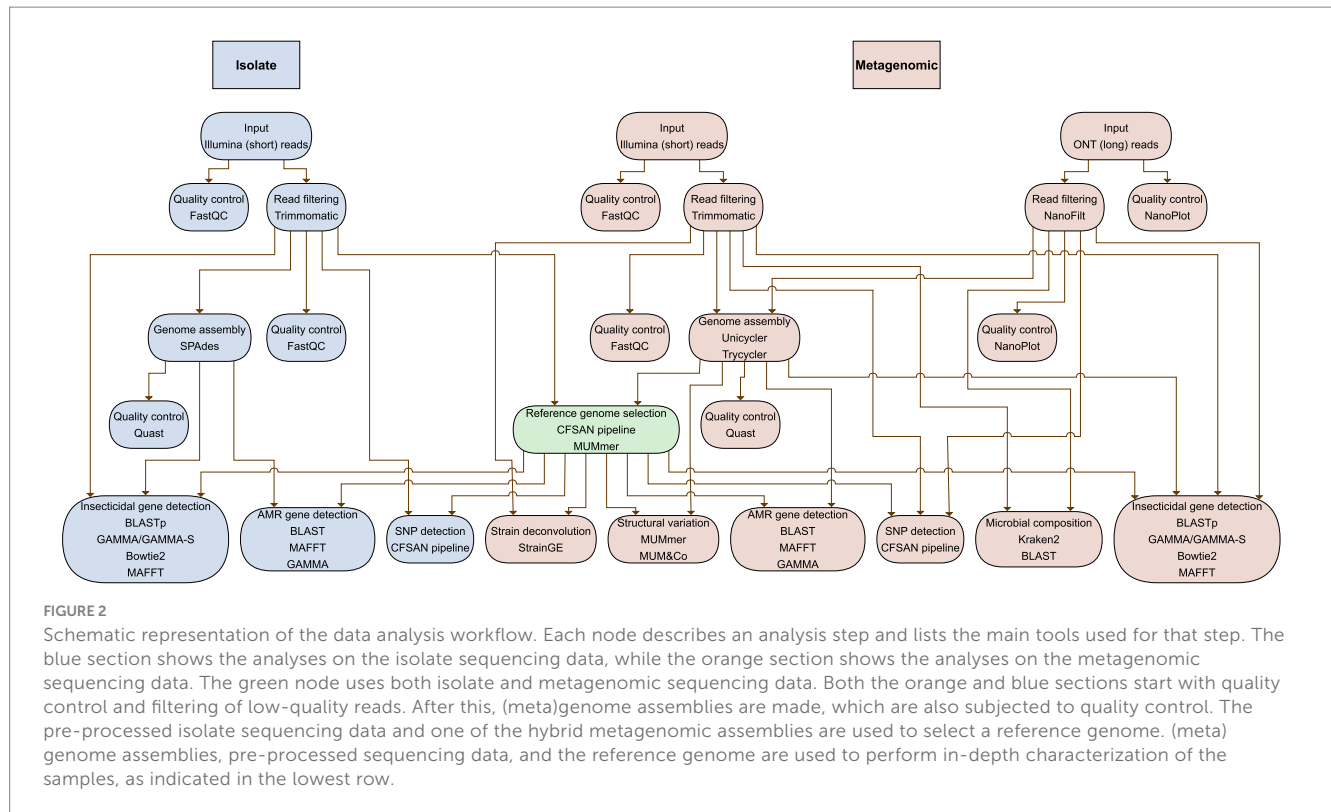 Isolate
Metagenomic
Input
Illumina (short) reads
Input
Illumina (short) reads
Input
ONT (long) reads
Quality control
FastQC
Read filtering
Trimmomatic
Quality control
FastQC
Read filtering
Trimmomatic
Read filtering
NanoFilt
Quality control
NanoPlot
Genome assembly
SPAdes
Quality control
FastQC
Quality control
FastQC
Genome assembly
Unicycler
Trycycler
Quality control
NanoPlot
Quality control
Quast
Reference genome selection
CFSAN pipeline
MUMmer
Quality control
Quast
Insecticidal gene detection
BLASTp
GAMMA/GAMMA-S
Bowtie2
MAFFT
AMR gene detection
BLAST
MAFFT
GAMMA
SNP detection
CFSAN pipeline
Strain deconvolution
StrainGE
Structural variation
MUMmer
MUM&Co
AMR gene detection
BLAST
MAFFT
GAMMA
SNP detection
CFSAN pipeline
Microbial composition
Kraken2
BLAST
Insecticidal gene detection
BLASTp
GAMMA/GAMMA-S
Bowtie2
MAFFT
FIGURE 2
Schematic representation of the data analysis workflow. Each node describes an analysis step and lists the main tools used for that step. The
blue section shows the analyses on the isolate sequencing data, while the orange section shows the analyses on the metagenomic
sequencing data. The green node uses both isolate and metagenomic sequencing data. Both the orange and blue sections start with quality
control and filtering of low-quality reads. After this, (meta)genome assemblies are made, which are also subjected to quality control. The
pre-processed isolate sequencing data and one of the hybrid metagenomic assemblies are used to select a reference genome. (meta)
genome assemblies, pre-processed sequencing data, and the reference genome are used to perform in-depth characterization of the
samples, as indicated in the lowest row.